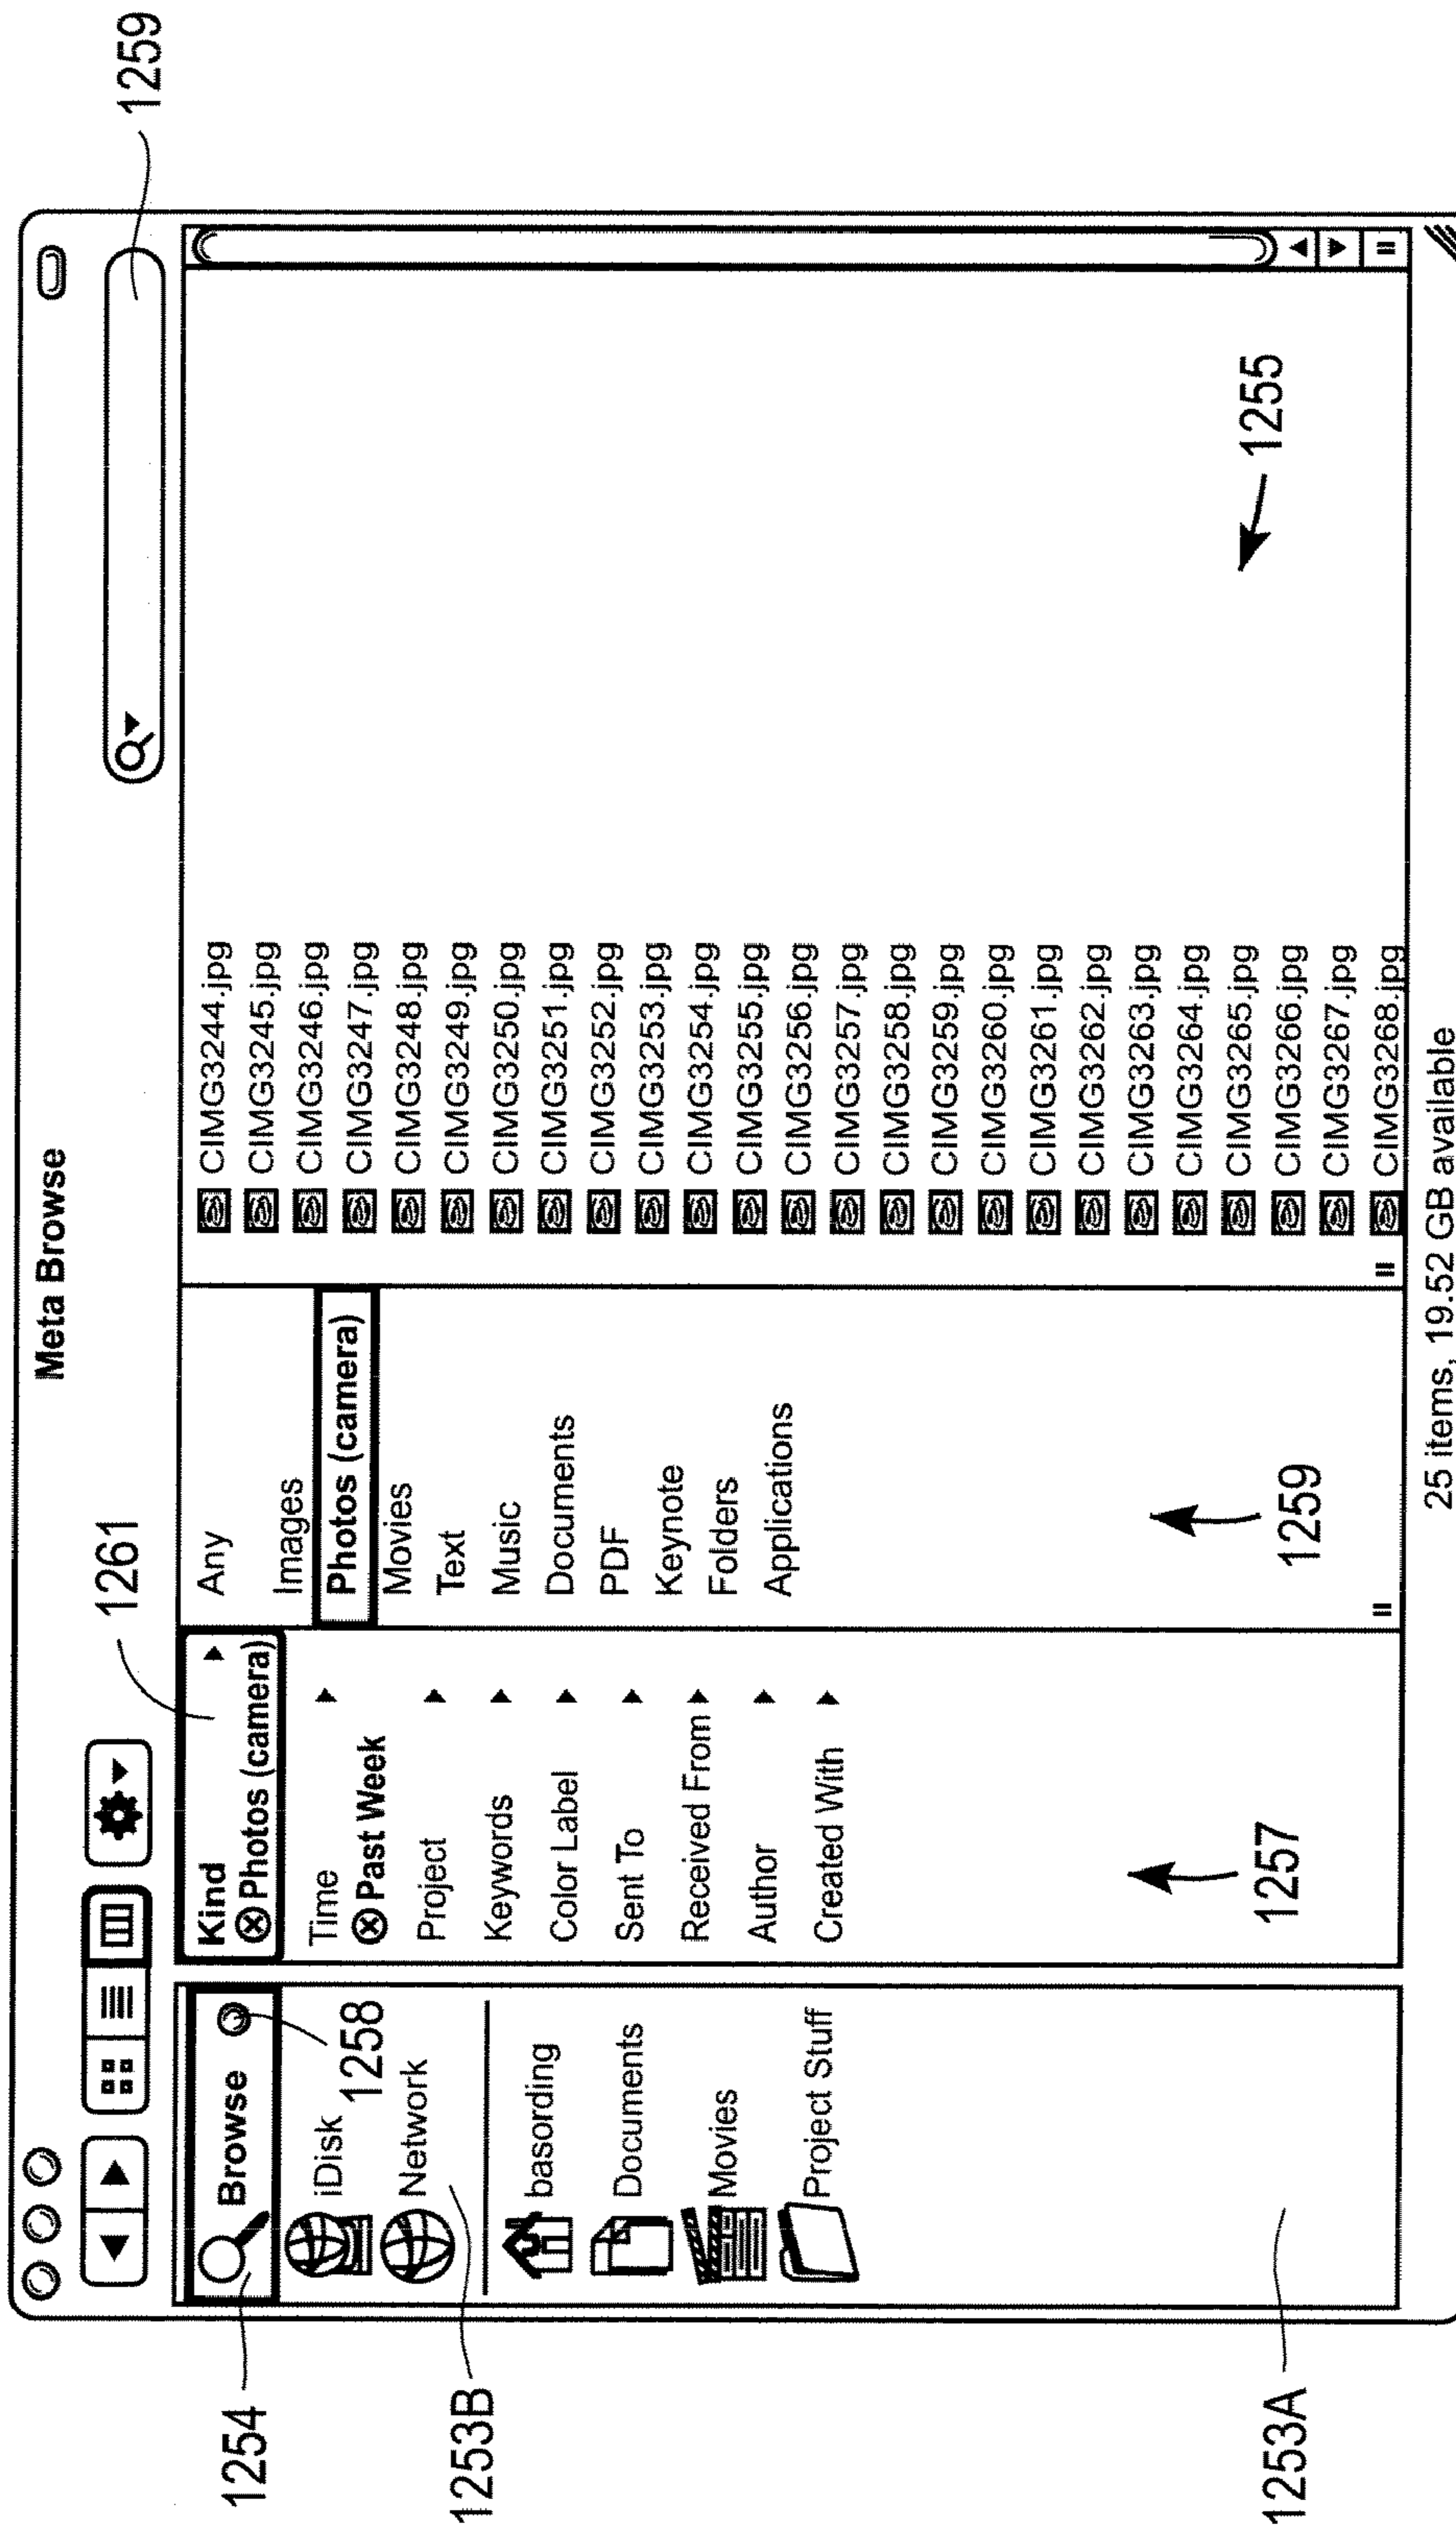 Meta Browse
1259
1261
1254
Browse
1258
iDisk
Network
1253B
basording
Documents
Movies
Project Stuff
1253A
Kind
Photos (camera)
Time
Past Week
Project
Keywords
Color Label
Sent To
Received From
Author
Created With
1257
Any
Images
Photos (camera)
Movies
Text
Music
Documents
PDF
Keynote
Folders
Applications
1259
CIMG3244.jpg
CIMG3245.jpg
CIMG3246.jpg
CIMG3247.jpg
CIMG3248.jpg
CIMG3249.jpg
CIMG3250.jpg
CIMG3251.jpg
CIMG3252.jpg
CIMG3253.jpg
CIMG3254.jpg
CIMG3255.jpg
CIMG3256.jpg
CIMG3257.jpg
CIMG3258.jpg
CIMG3259.jpg
CIMG3260.jpg
CIMG3261.jpg
CIMG3262.jpg
CIMG3263.jpg
CIMG3264.jpg
CIMG3265.jpg
CIMG3266.jpg
CIMG3267.jpg
CIMG3268.jpg
1255
25 items, 19.52 GB available